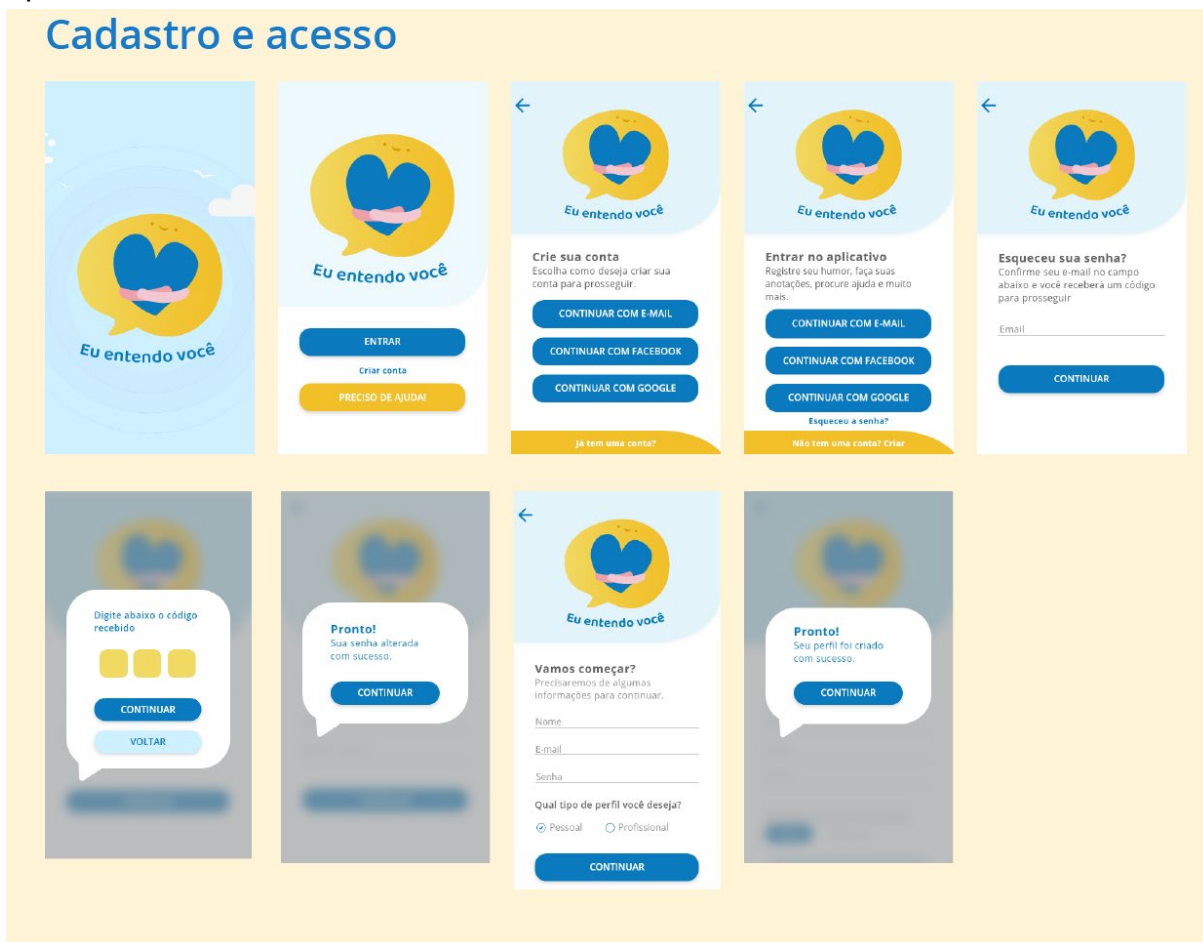 Cadastro e acesso
Eu entendo você
Eu entendo você
ENTRAR
Criar conta
PRECISO DE AJUDA!
Eu entendo você
Crie sua conta
Escolha como deseja criar sua
conta para prosseguir.
CONTINUAR COM E-MAIL
CONTINUAR COM FACEBOOK
CONTINUAR COM GOOGLE
Já tem uma conta?
Eu entendo você
Entrar no aplicativo
Registre seu humor, faça suas
anotações, procure ajuda e muito
mais.
CONTINUAR COM E-MAIL
CONTINUAR COM FACEBOOK
CONTINUAR COM GOOGLE
Esqueceu a senha?
Não tem uma conta? Criar
Eu entendo você
Esqueceu sua senha?
Confirme seu e-mail no campo
abaixo e você receberá um código
para prosseguir
Email
CONTINUAR
Digite abaixo o código
recebido
CONTINUAR
VOLTAR
Pronto!
Sua senha alterada
com sucesso.
CONTINUAR
Eu entendo você
Vamos começar?
Precisaremos de algumas
informações para continuar.
Nome
E-mail
Senha
Qual tipo de perfil você deseja?
Pessoal Profissional
CONTINUAR
Pronto!
Seu perfil foi criado
com sucesso.
CONTINUAR